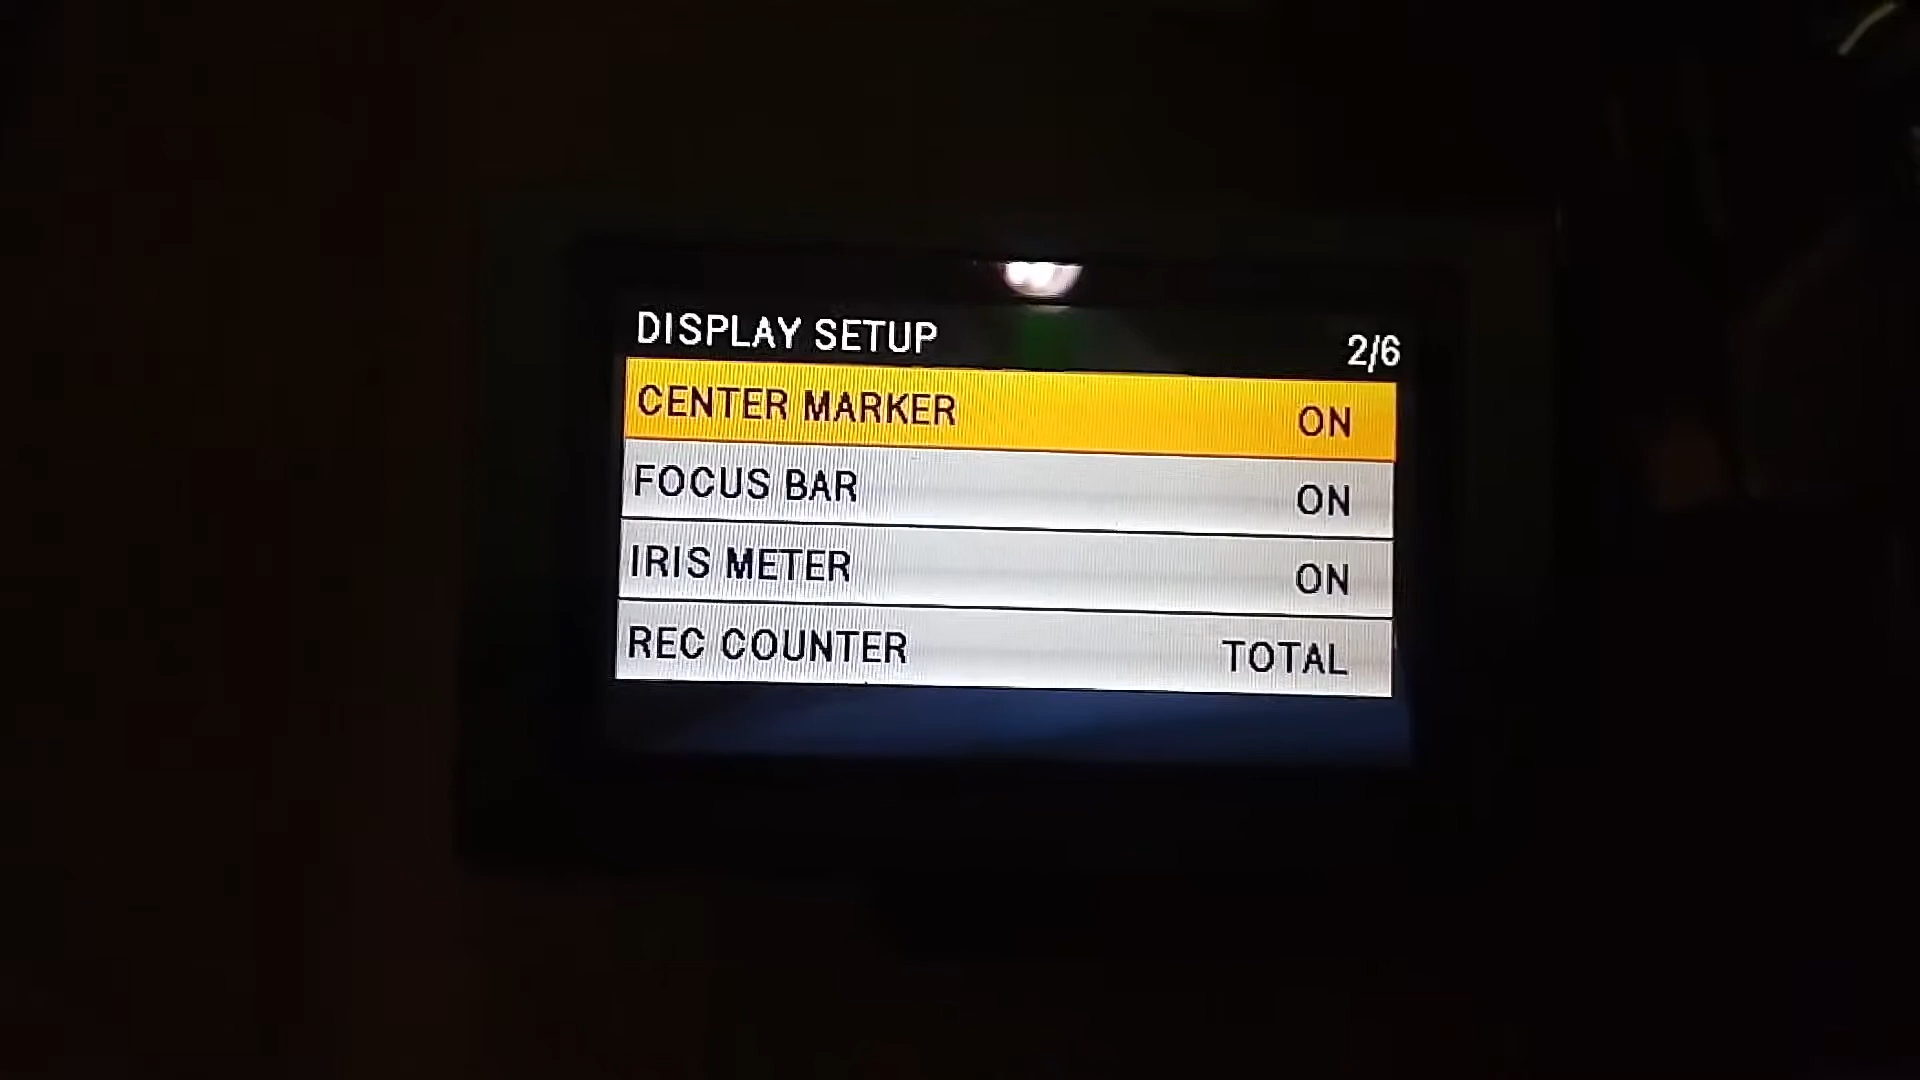 DISPLAY SETUP 2/6
CENTER MARKER ON
FOCUS BAR ON
IRIS METER ON
REC COUNTER TOTAL